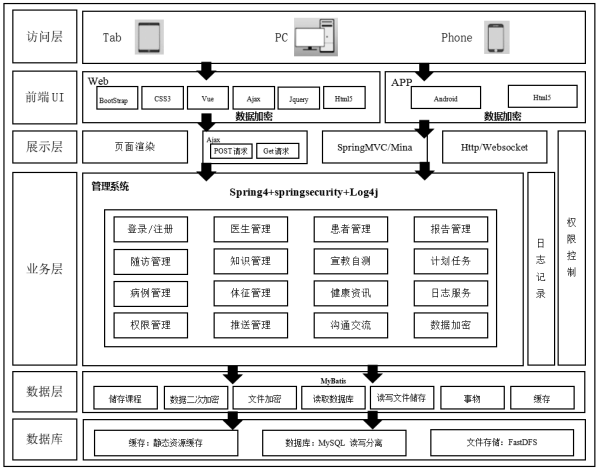 访问层
Tab
PC
Phone
前端UI
Web
BootStrap
CSS3
Vue
Ajax
Jquery
Html5
数据加密
APP
Android
Html5
数据加密
展示层
页面渲染
Ajax
POST请求
Get请求
SpringMVC/Mina
Http/Websocket
权限控制
业务层
管理系统
Spring4+springsecurity+Log4j
登录/注册
医生管理
患者管理
报告管理
随访管理
知识管理
宣教自测
计划任务
病例管理
体征管理
健康资讯
日志服务
权限管理
推送管理
沟通交流
数据加密
日志记录
数据层
MyBatis
储存课程
数据二次加密
文件加密
读取数据库
读写文件储存
事物
缓存
数据库
缓存：静态资源缓存
数据库：MySQL 读写分离
文件存储：FastDFS